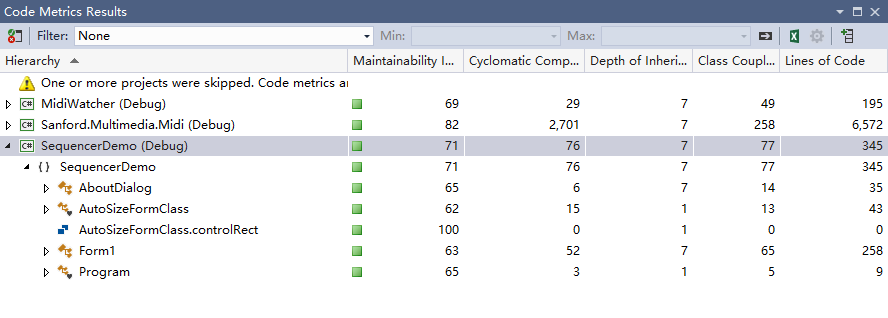 Code Metrics Results
Filter: None Min: Max:
Hierarchy Maintainability I... Cyclomatic Comp... Depth of Inheri... Class Coupl... Lines of Code
One or more projects were skipped. Code metrics ar
C# MidiWatcher (Debug) 69 29 7 49 195
C# Sanford.Multimedia.Midi (Debug) 82 2,701 7 258 6,572
C# SequencerDemo (Debug) 71 76 7 77 345
{ } SequencerDemo 71 76 7 77 345
AboutDialog 65 6 7 14 35
AutoSizeFormClass 62 15 1 13 43
AutoSizeFormClass.controlRect 100 0 1 0 0
Form1 63 52 7 65 258
Program 65 3 1 5 9